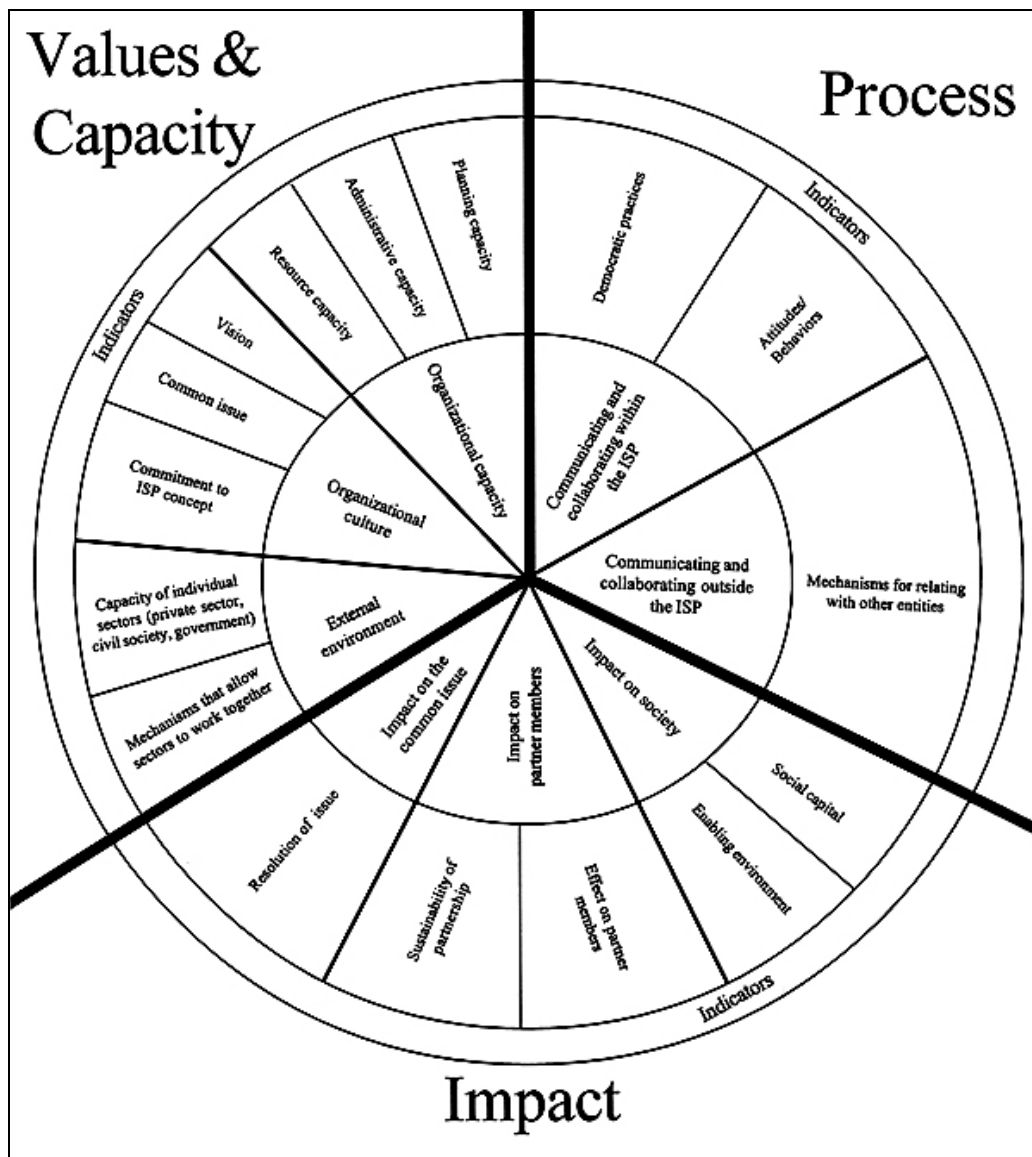 Values &
Capacity
Process
Indicators
Planning capacity
Administrative capacity
Resource capacity
Vision
Common issue
Commitment to
ISP concept
Capacity of individual
sectors (private sector,
civil society, government)
Mechanisms that allow
sectors to work together
Organizational capacity
Organizational
culture
External
environment
Indicators
Democratic practices
Attitudes/
Behaviors
Communicating and
collaborating within
the ISP
Communicating and
collaborating outside
the ISP
Mechanisms for relating
with other entities
Impact on the
common issue
Impact on
partner members
Impact on society
Resolution of issue
Sustainability of
partnership
Effect on partner
members
Enabling environment
Social capital
Indicators
Impact